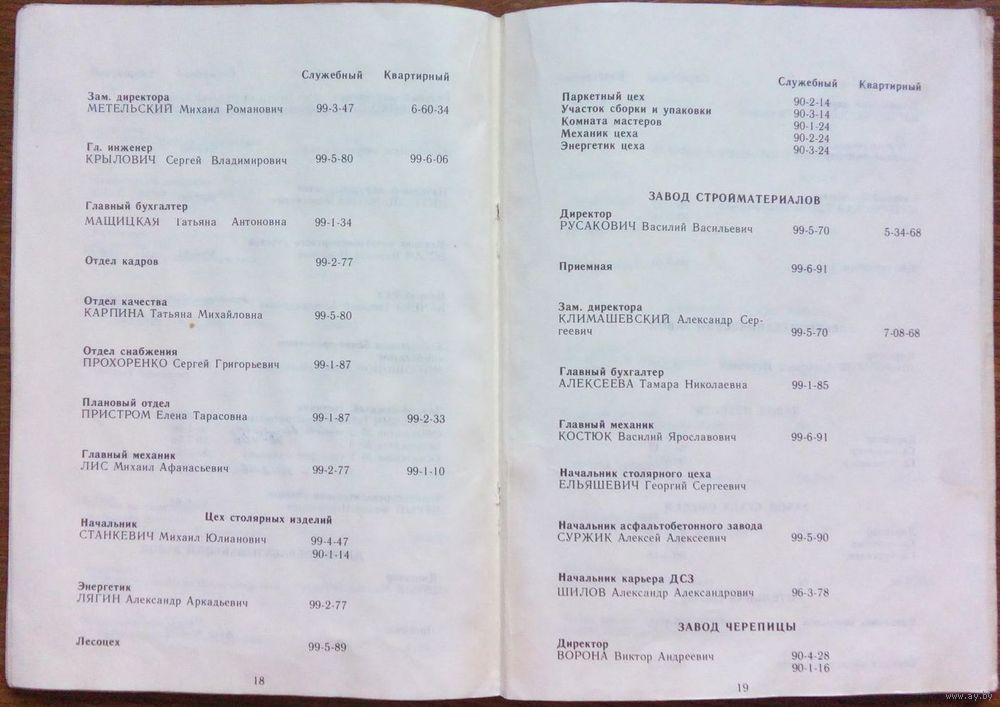 Служебный Квартирный
Зам. директора
МЕТЕЛЬСКИЙ Михаил Романович 99-3-47 6-60-34
Гл. инженер
КРЫЛОВИЧ Сергей Владимирович 99-5-80 99-6-06
Главный бухгалтер
МАЩИЦКАЯ Татьяна Антоновна 99-1-34
Отдел кадров 99-2-77
Отдел качества
КАРПИНА Татьяна Михайловна 99-5-80
Отдел снабжения
ПРОХОРЕНКО Сергей Григорьевич 99-1-87
Плановый отдел
ПРИСТРОМ Елена Тарасовна 99-1-87 99-2-33
Главный механик
ЛИС Михаил Афанасьевич 99-2-77 99-1-10
Цех столярных изделий
Начальник
СТАНКЕВИЧ Михаил Юлианович 99-4-47
90-1-14
Энергетик
ЛЯГИН Александр Аркадьевич 99-2-77
Лесоцех 99-5-89
18
Служебный Квартирный
Паркетный цех 90-2-14
Участок сборки и упаковки 90-3-14
Комната мастеров 90-1-24
Механик цеха 90-2-24
Энергетик цеха 90-3-24
ЗАВОД СТРОЙМАТЕРИАЛОВ
Директор
РУСАКОВИЧ Василий Васильевич 99-5-70 5-34-68
Приемная 99-6-91
Зам. директора
КЛИМАШЕВСКИЙ Александр Сер-
геевич 99-5-70 7-08-68
Главный бухгалтер
АЛЕКСЕЕВА Тамара Николаевна 99-1-85
Главный механик
КОСТЮК Василий Ярославович 99-6-91
Начальник столярного цеха
ЕЛЬЯШЕВИЧ Георгий Сергеевич
Начальник асфальтобетонного завода
СУРЖИК Алексей Алексеевич 99-5-90
Начальник карьера ДСЗ
ШИЛОВ Александр Александрович 96-3-78
ЗАВОД ЧЕРЕПИЦЫ
Директор
ВОРОНА Виктор Андреевич 90-4-28
90-1-16
19
www.ay.by